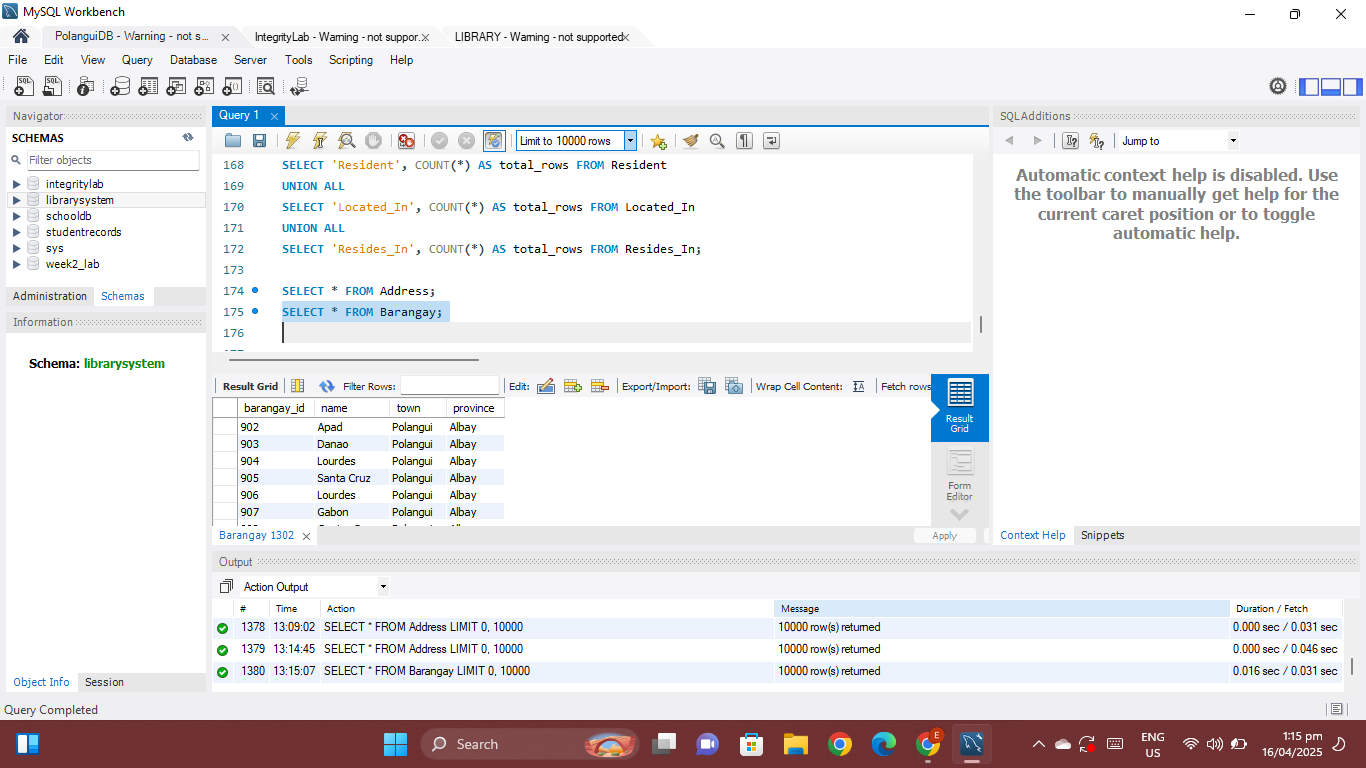 MySQL Workbench
PolanguiDB - Warning - not s...
IntegrityLab - Warning - not suppor.
LIBRARY - Warning - not supported
File Edit View Query Database Server Tools Scripting Help
Navigator
SCHEMAS
Filter objects
integritylab
librarysystem
schooldb
studentrecords
sys
week2_lab
Administration Schemas
Information
Schema: librarysystem
Object Info Session
Query 1
Limit to 10000 rows
168 SELECT 'Resident', COUNT(*) AS total_rows FROM Resident
169 UNION ALL
170 SELECT 'Located_In', COUNT(*) AS total_rows FROM Located_In
171 UNION ALL
172 SELECT 'Resides_In', COUNT(*) AS total_rows FROM Resides_In;
173
174 SELECT * FROM Address;
175 SELECT * FROM Barangay;
176
Result Grid Filter Rows: Edit: Export/Import: Wrap Cell Content: Fetch rows
barangay_id name town province
902 Apad Polangui Albay
903 Danao Polangui Albay
904 Lourdes Polangui Albay
905 Santa Cruz Polangui Albay
906 Lourdes Polangui Albay
907 Gabon Polangui Albay
Result
Grid
Form
Editor
Barangay 1302
Apply
SQLAdditions
Jump to
Automatic context help is disabled. Use
the toolbar to manually get help for the
current caret position or to toggle
automatic help.
Context Help Snippets
Output
Action Output
# Time Action Message Duration / Fetch
1378 13:09:02 SELECT * FROM Address LIMIT 0, 10000 10000 row(s) returned 0.000 sec / 0.031 sec
1379 13:14:45 SELECT * FROM Address LIMIT 0, 10000 10000 row(s) returned 0.000 sec / 0.046 sec
1380 13:15:07 SELECT * FROM Barangay LIMIT 0, 10000 10000 row(s) returned 0.016 sec / 0.031 sec
Query Completed
Search
E
ENG
US
1:15 pm
16/04/2025